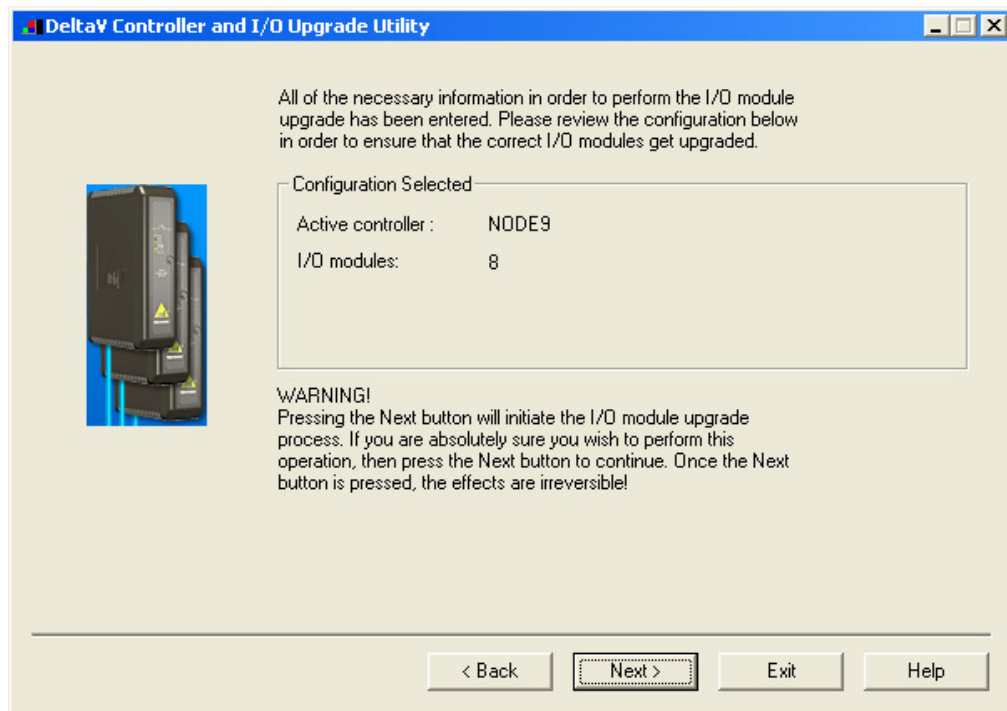 DeltaV Controller and I/O Upgrade Utility
All of the necessary information in order to perform the I/O module
upgrade has been entered. Please review the configuration below
in order to ensure that the correct I/O modules get upgraded.
Configuration Selected
Active controller : NODE9
I/O modules: 8
WARNING!
Pressing the Next button will initiate the I/O module upgrade
process. If you are absolutely sure you wish to perform this
operation, then press the Next button to continue. Once the Next
button is pressed, the effects are irreversible!
< Back Next > Exit Help